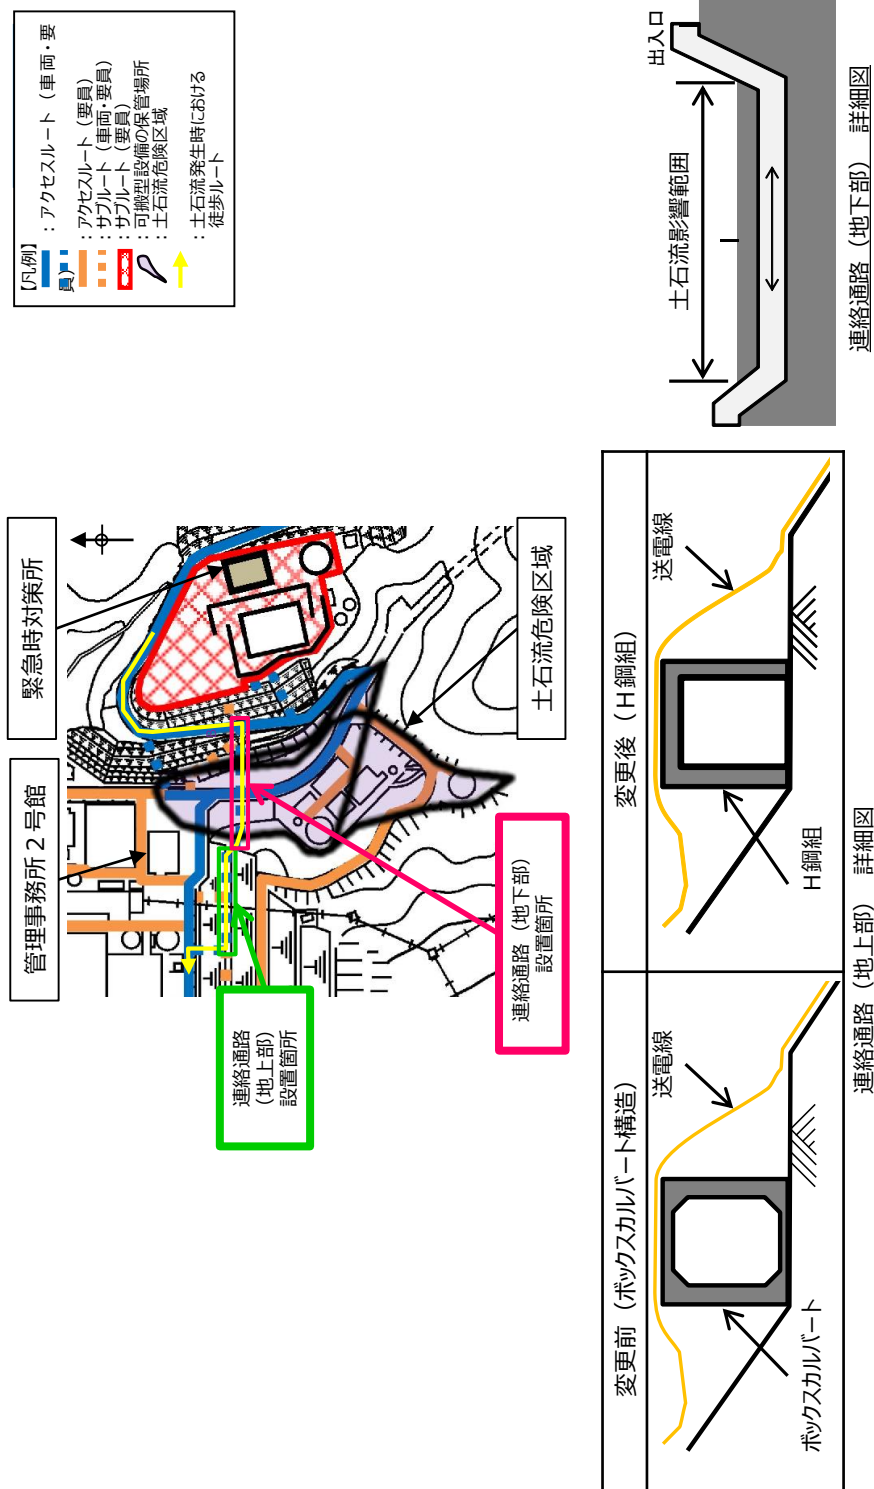 【凡例】
：アクセスルート（車両・要
員）
：アクセスルート（要員）
：サブルート（車両・要員）
：サブルート（要員）
：可搬型設備の保管場所
：土石流危険区域
：土石流発生時における
徒歩ルート
緊急時対策所
管理事務所２号館
土石流危険区域
連絡通路
（地上部）
設置箇所
連絡通路（地下部）
設置箇所
出入口
土石流影響範囲
連絡通路（地下部）　詳細図
変更前（ボックスカルバート構造）
送電線
ボックスカルバート
変更後（Ｈ鋼組）
送電線
Ｈ鋼組
連絡通路（地上部）　詳細図